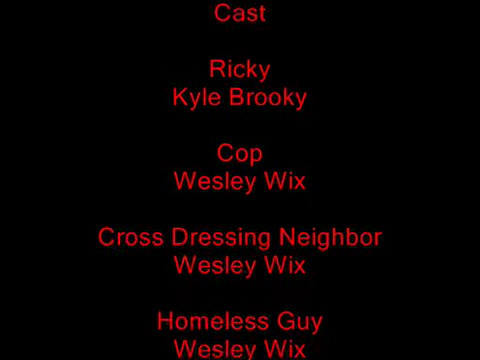 Cast
Ricky
Kyle Brooky
Cop
Wesley Wix
Cross Dressing Neighbor
Wesley Wix
Homeless Guy
Wesley Wix